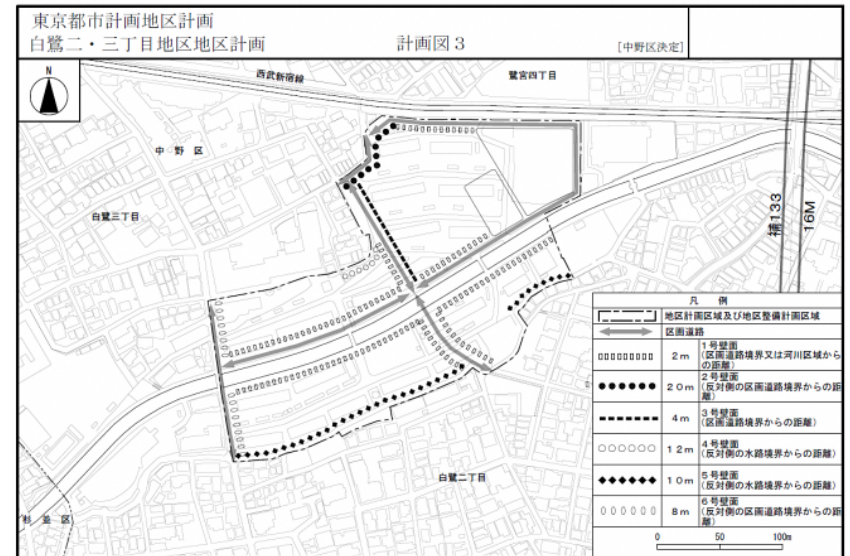 東京都市計画地区計画
白鷺二・三丁目地区地区計画
計画図3
[中野区決定]
N
西武新宿線
鷺宮四丁目
中野区
白鷺三丁目
補133
16M
白鷺二丁目
杉並区
凡例
地区計画区域及び地区整備計画区域
区画道路
2m
1号壁面
(区画道路境界又は河川区域から
の距離)
20m
2号壁面
(反対側の区画道路境界からの距
離)
4m
3号壁面
(区画道路境界からの距離)
12m
4号壁面
(反対側の水路境界からの距離)
10m
5号壁面
(反対側の水路境界からの距離)
8m
6号壁面
(反対側の区画道路境界からの距
離)
0 50 100m